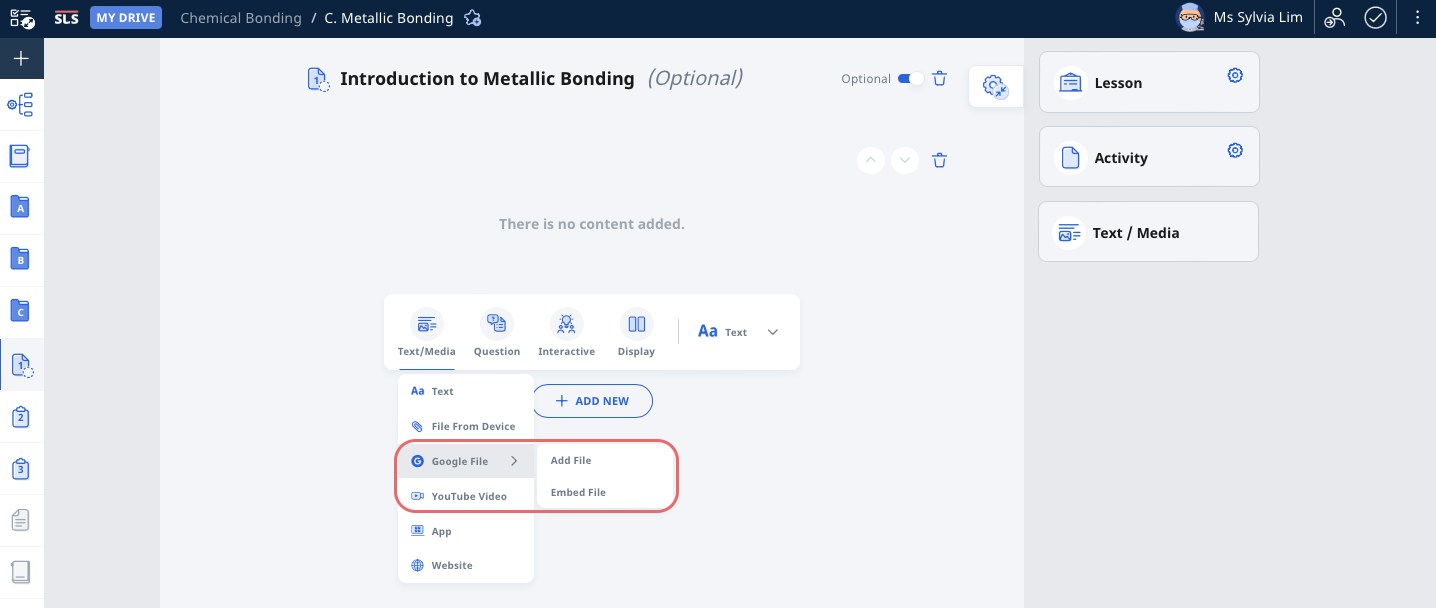 SLS MY DRIVE Chemical Bonding / C. Metallic Bonding Ms Sylvia Lim
1 Introduction to Metallic Bonding (Optional) Optional
Lesson
Activity
Text / Media
A
B
C
1
2
3
There is no content added.
Text/Media Question Interactive Display Aa Text
ADD NEW
Aa Text
File From Device
G Google File
YouTube Video
App
Website
Add File
Embed File